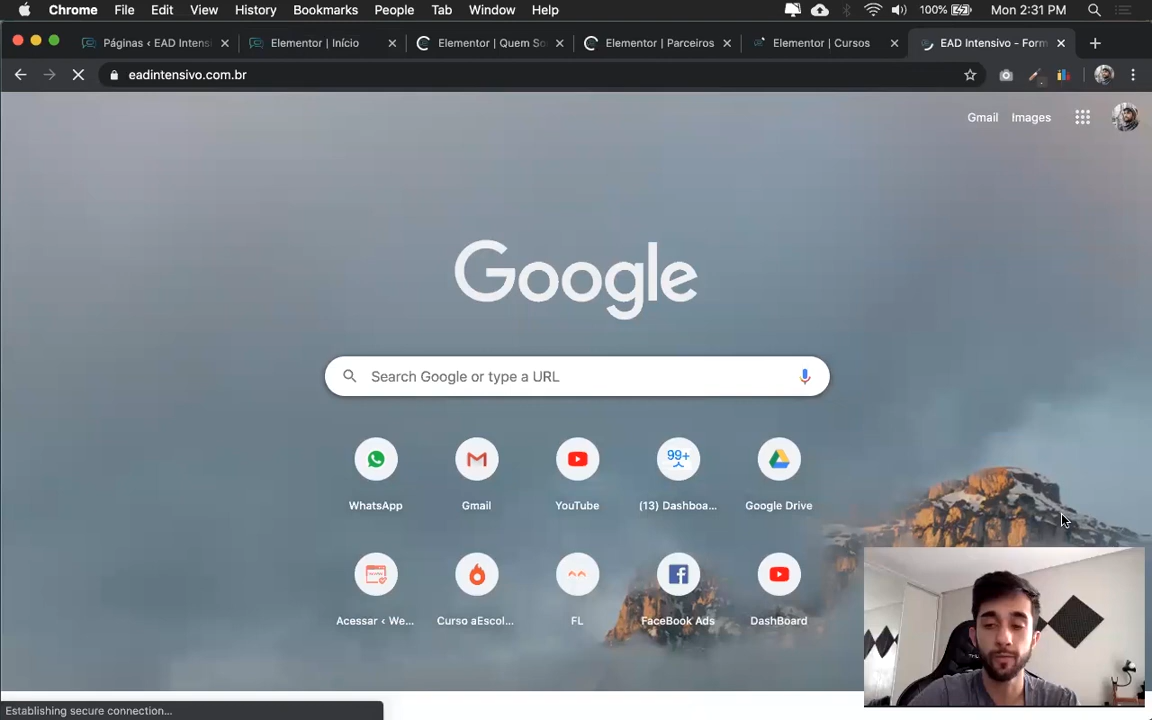 Chrome File Edit View History Bookmarks People Tab Window Help 100% Mon 2:31 PM
Páginas ‹ EAD Intensi Elementor | Início Elementor | Quem So Elementor | Parceiros Elementor | Cursos EAD Intensivo - Form
eadintensivo.com.br
Gmail Images
Google
Search Google or type a URL
99+
WhatsApp Gmail YouTube (13) Dashboa... Google Drive
Acessar ‹ We... Curso aEscol... FL FaceBook Ads DashBoard
Establishing secure connection...